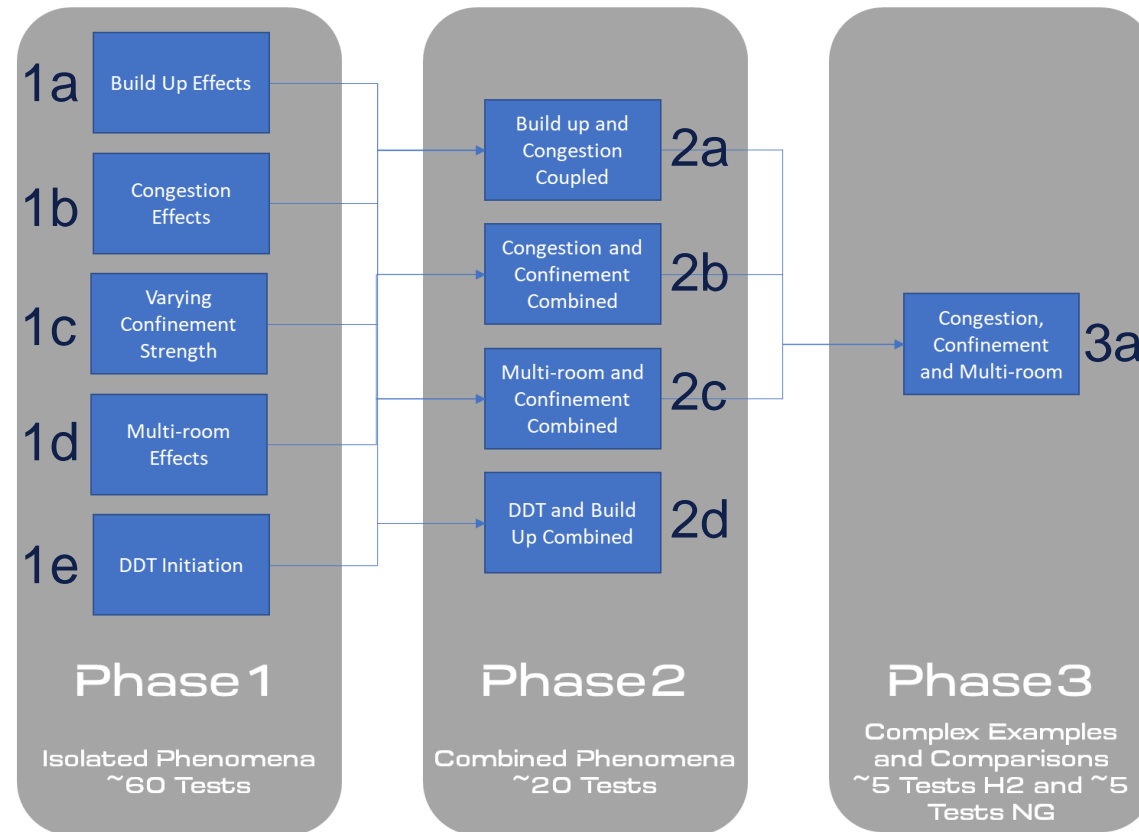 1a
Build Up Effects
1b
Congestion
Effects
1c
Varying
Confinement
Strength
1d
Multi-room
Effects
1e
DDT Initiation
Phase1
Isolated Phenomena
~60 Tests
Build up and
Congestion
Coupled
2a
Congestion and
Confinement
Combined
2b
Multi-room and
Confinement
Combined
2c
DDT and Build
Up Combined
2d
Phase2
Combined Phenomena
~20 Tests
Congestion,
Confinement
and Multi-room
3a
Phase3
Complex Examples
and Comparisons
~5 Tests H2 and ~5
Tests NG